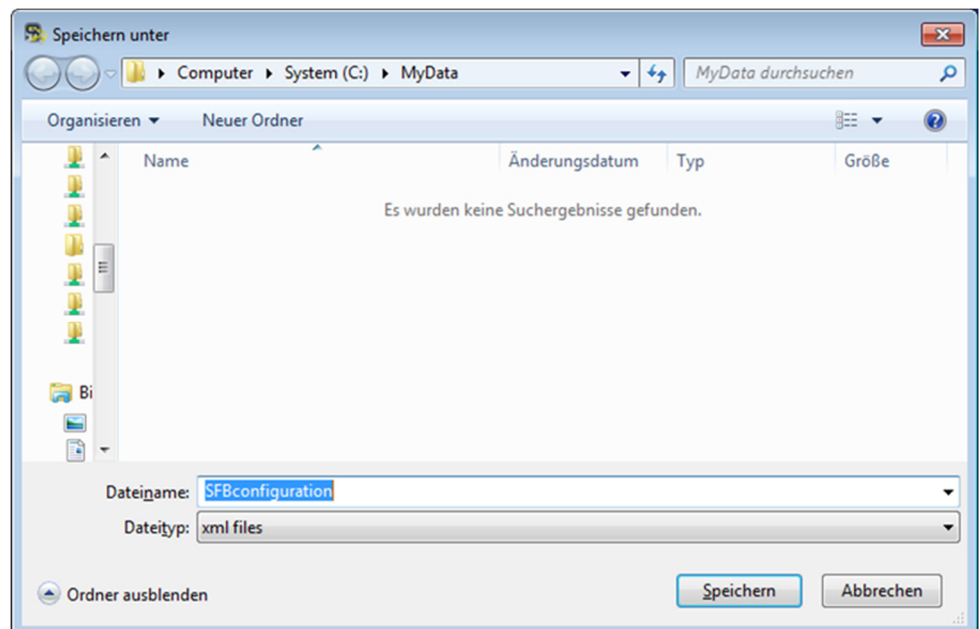 Speichern unter
Computer System (C:) MyData
MyData durchsuchen
Organisieren Neuer Ordner
Name Änderungsdatum Typ Größe
Es wurden keine Suchergebnisse gefunden.
Bi
Dateiname: SFBconfiguration
Dateityp: xml files
Ordner ausblenden Speichern Abbrechen